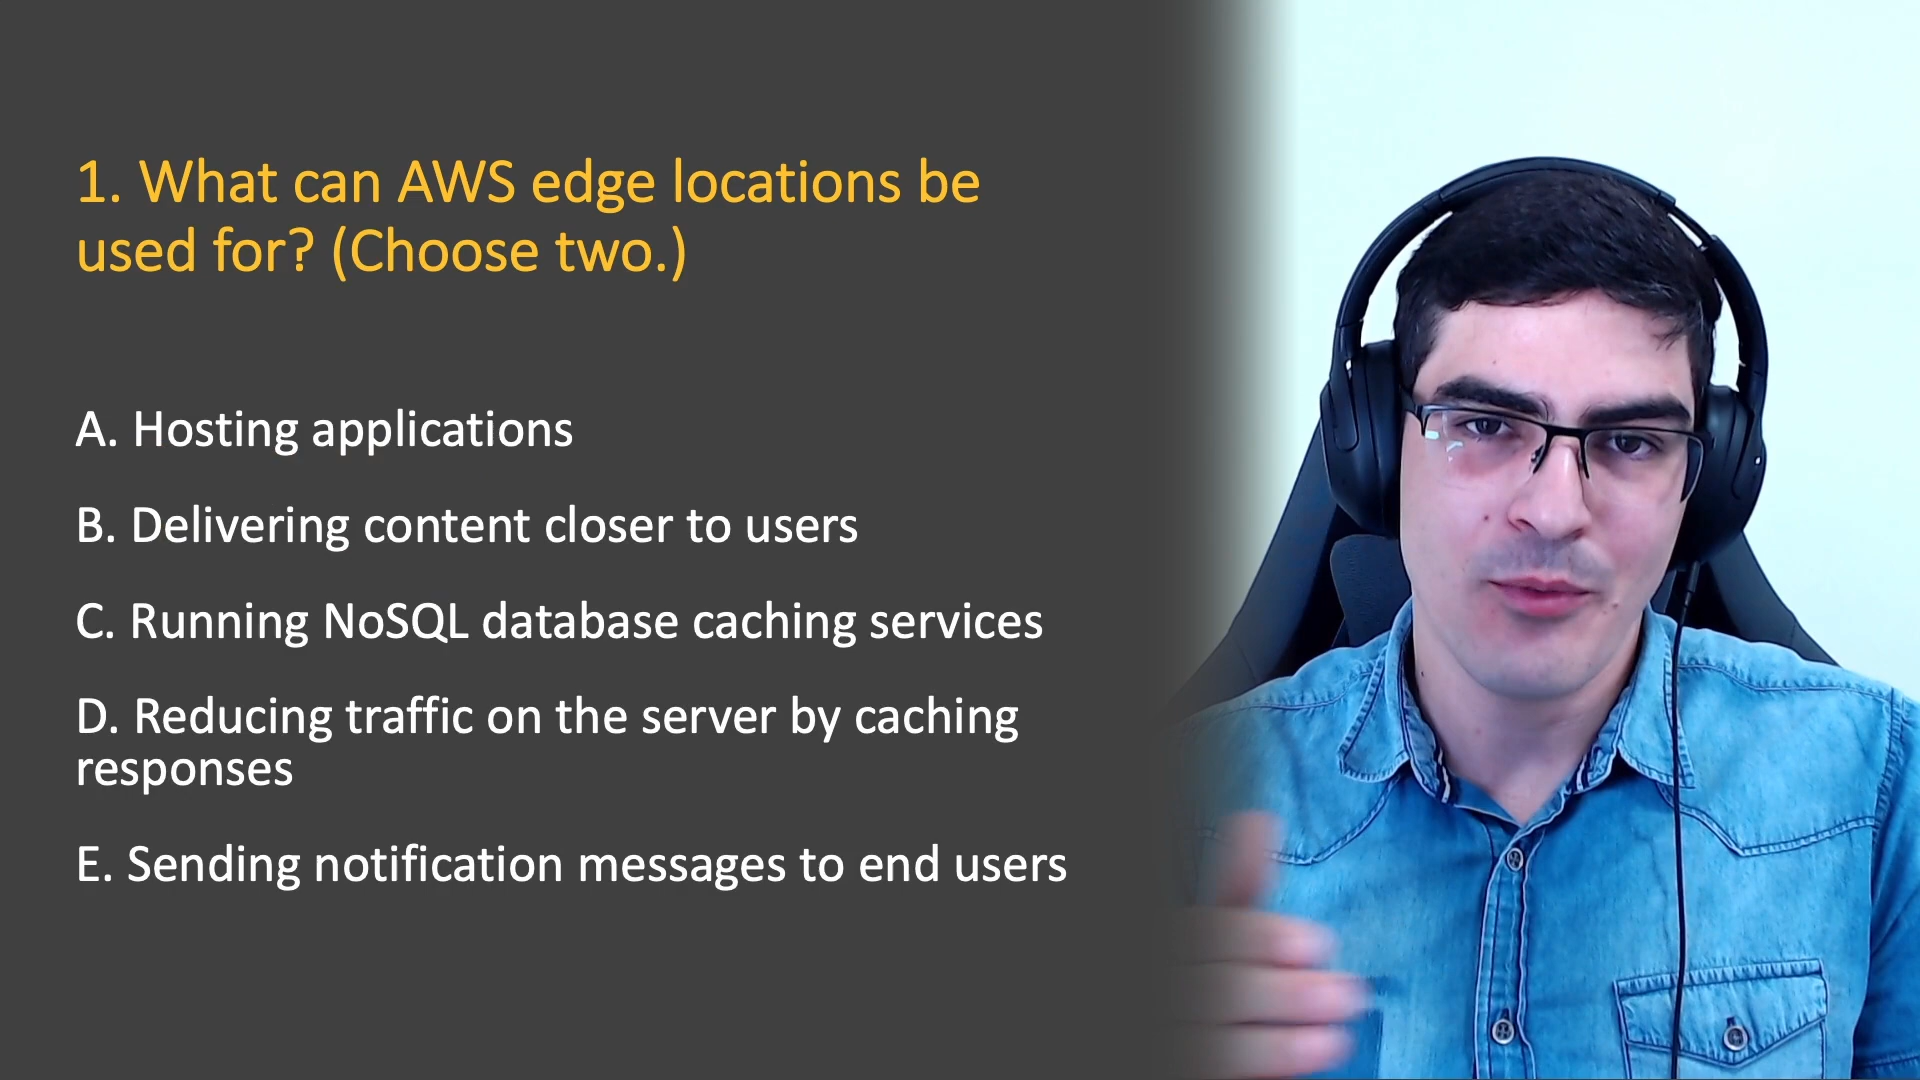 1. What can AWS edge locations be
used for? (Choose two.)
A. Hosting applications
B. Delivering content closer to users
C. Running NoSQL database caching services
D. Reducing traffic on the server by caching
responses
E. Sending notification messages to end users